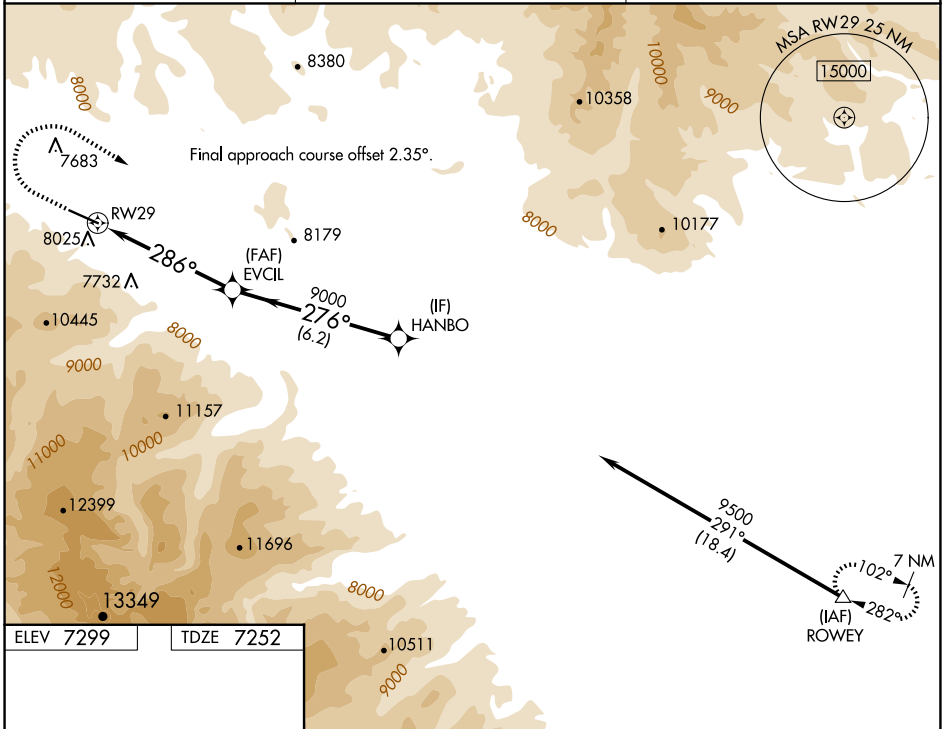 MSA RW29 25 NM
15000
8380
10358
10000
9000
8000
7683
Final approach course offset 2.35°.
RW29
8025
8179
8000
10177
286°
(FAF)
EVCIL
7732
9000
276°
(6.2)
(IF)
HANBO
10445
8000
9000
11157
11000
10000
12399
11696
9500
291°
(18.4)
7 NM
102°
282°
(IAF)
ROWEY
12000
13349
8000
10511
9000
ELEV 7299
TDZE 7252